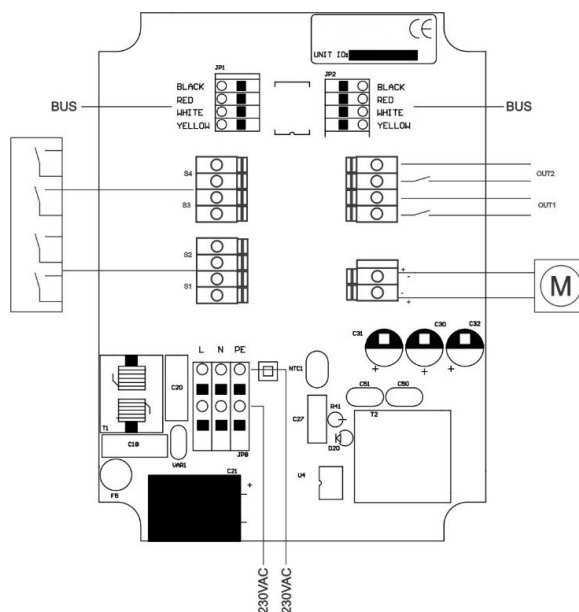 CE
UNIT ID:
JP1
JP2
BLACK
RED
WHITE
YELLOW
BLACK
RED
WHITE
YELLOW
BUS
BUS
S4
S3
S2
S1
OUT2
OUT1
+
-
-
+
M
L N PE
C31
C30
C32
+
+
+
NTC1
C20
T1
C18
VAR1
JP8
C27
R41
D20
C51
C50
T2
U4
F6
C21
+
-
230VAC
230VAC